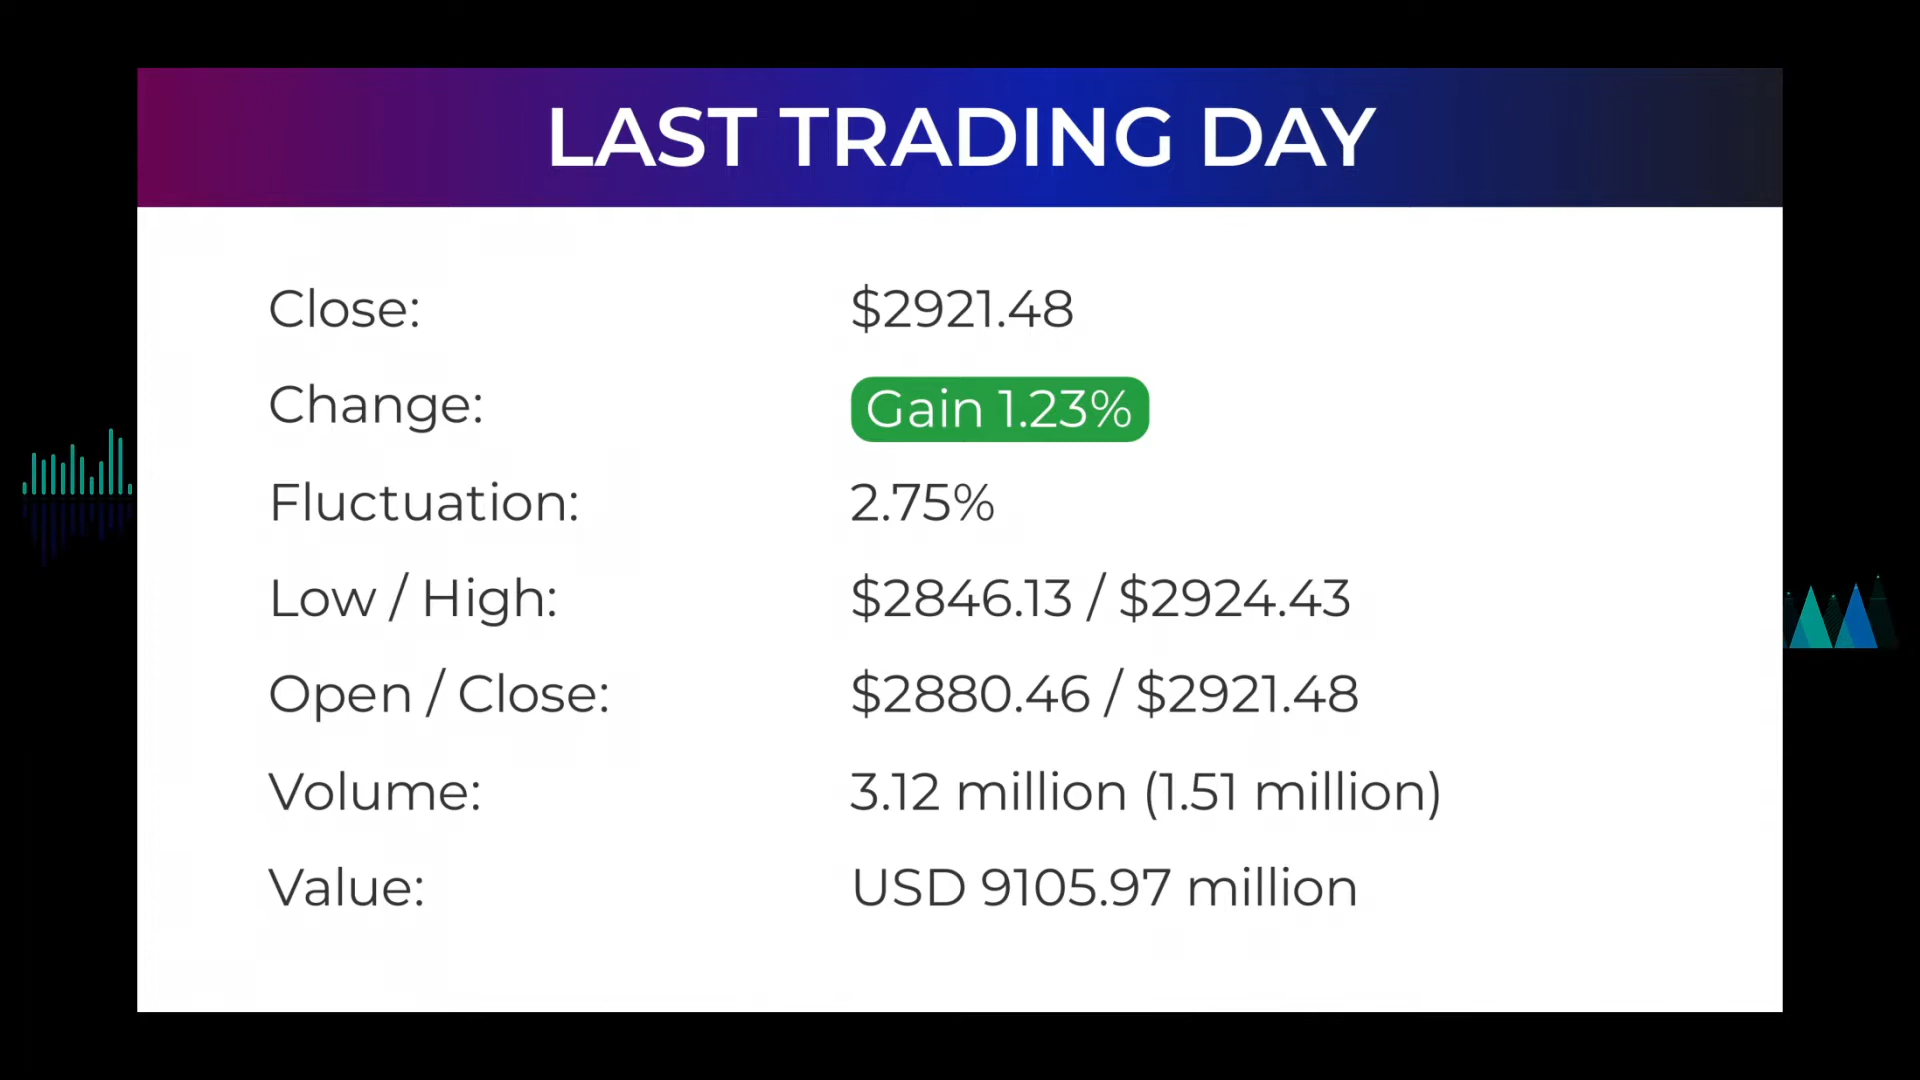 LAST TRADING DAY
Close: $2921.48
Change: Gain 1.23%
Fluctuation: 2.75%
Low / High: $2846.13 / $2924.43
Open / Close: $2880.46 / $2921.48
Volume: 3.12 million (1.51 million)
Value: USD 9105.97 million